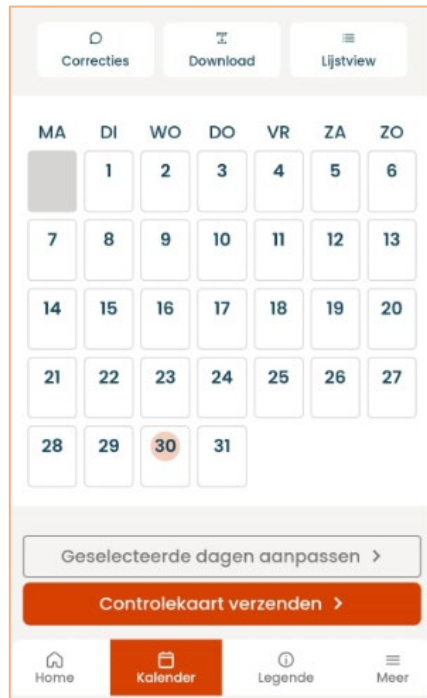 Correcties Download Lijstview
MA DI WO DO VR ZA ZO
1 2 3 4 5 6
7 8 9 10 11 12 13
14 15 16 17 18 19 20
21 22 23 24 25 26 27
28 29 30 31
Geselecteerde dagen aanpassen >
Controlekaart verzenden >
Home Kalender Legende Meer